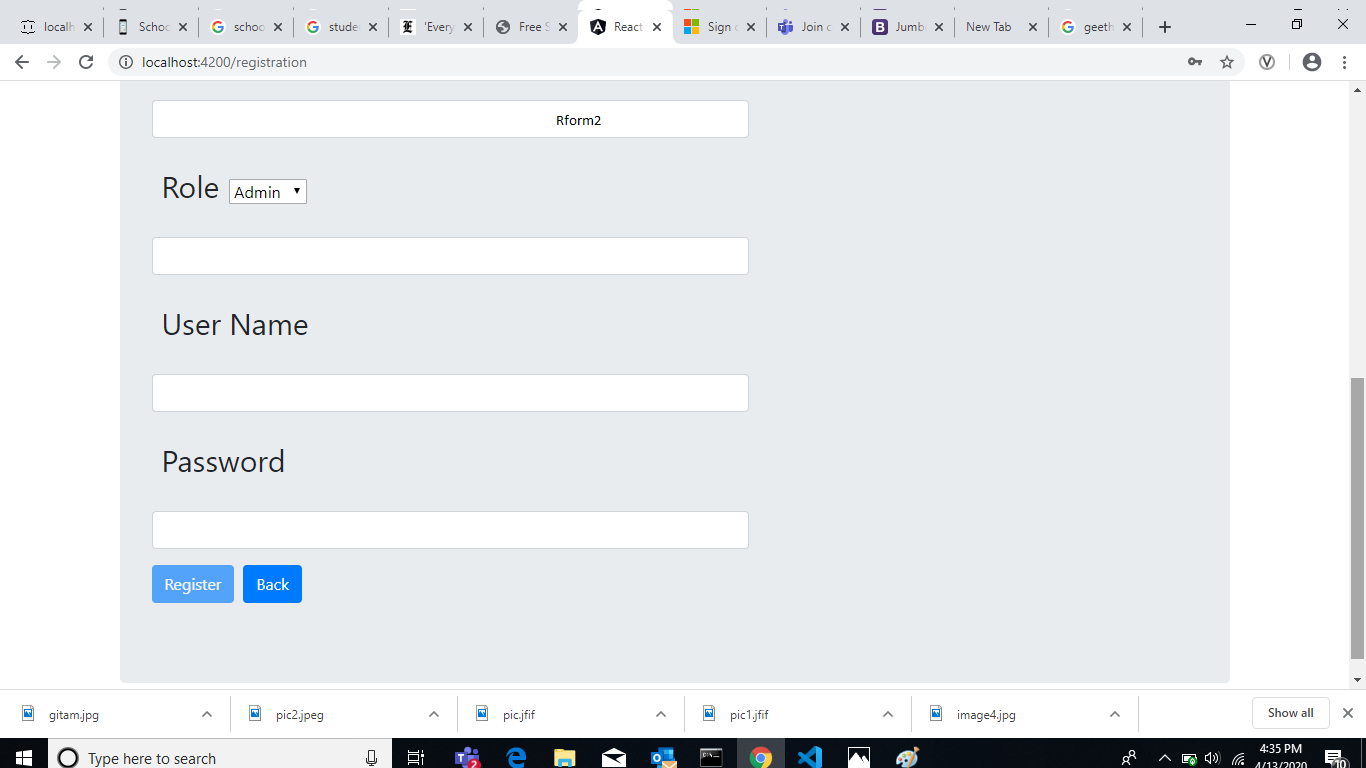 localh
Schoo
schoo
stude
'Every
Free S
React
Sign o
Join c
Jumb
New Tab
geeth
localhost:4200/registration
Rform2
Role Admin
User Name
Password
Register Back
gitam.jpg
pic2.jpeg
pic.jfif
pic1.jfif
image4.jpg
Show all
Type here to search
2
4:35 PM
4/13/2020
10